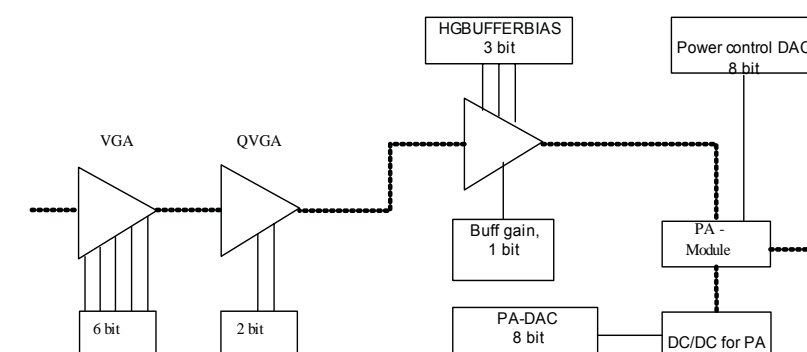 HGBUFFERBIAS
3 bit
Power control DAC
8 bit
VGA
QVGA
Buff gain,
1 bit
PA -
Module
6 bit
2 bit
PA-DAC
8 bit
DC/DC for PA